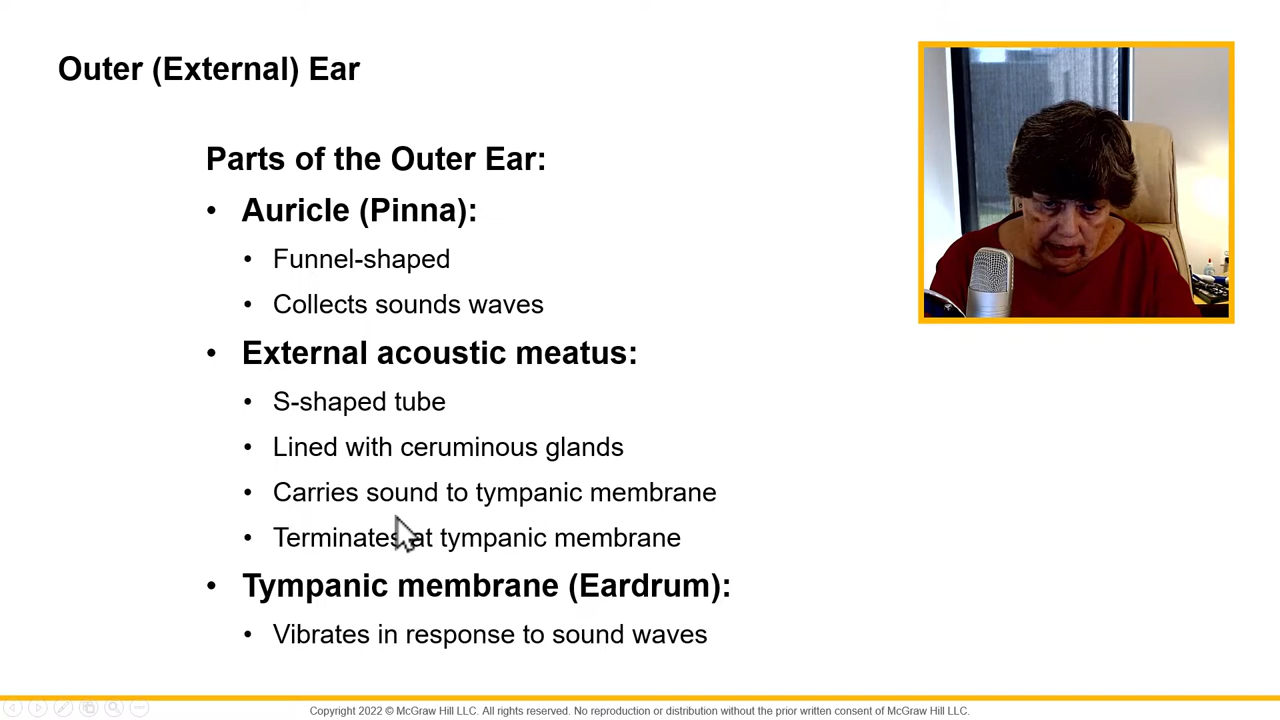 Outer (External) Ear
Parts of the Outer Ear:
• Auricle (Pinna):
• Funnel-shaped
• Collects sounds waves
• External acoustic meatus:
• S-shaped tube
• Lined with ceruminous glands
• Carries sound to tympanic membrane
• Terminates at tympanic membrane
• Tympanic membrane (Eardrum):
• Vibrates in response to sound waves
Copyright 2022 © McGraw Hill LLC. All rights reserved. No reproduction or distribution without the prior written consent of McGraw Hill LLC.